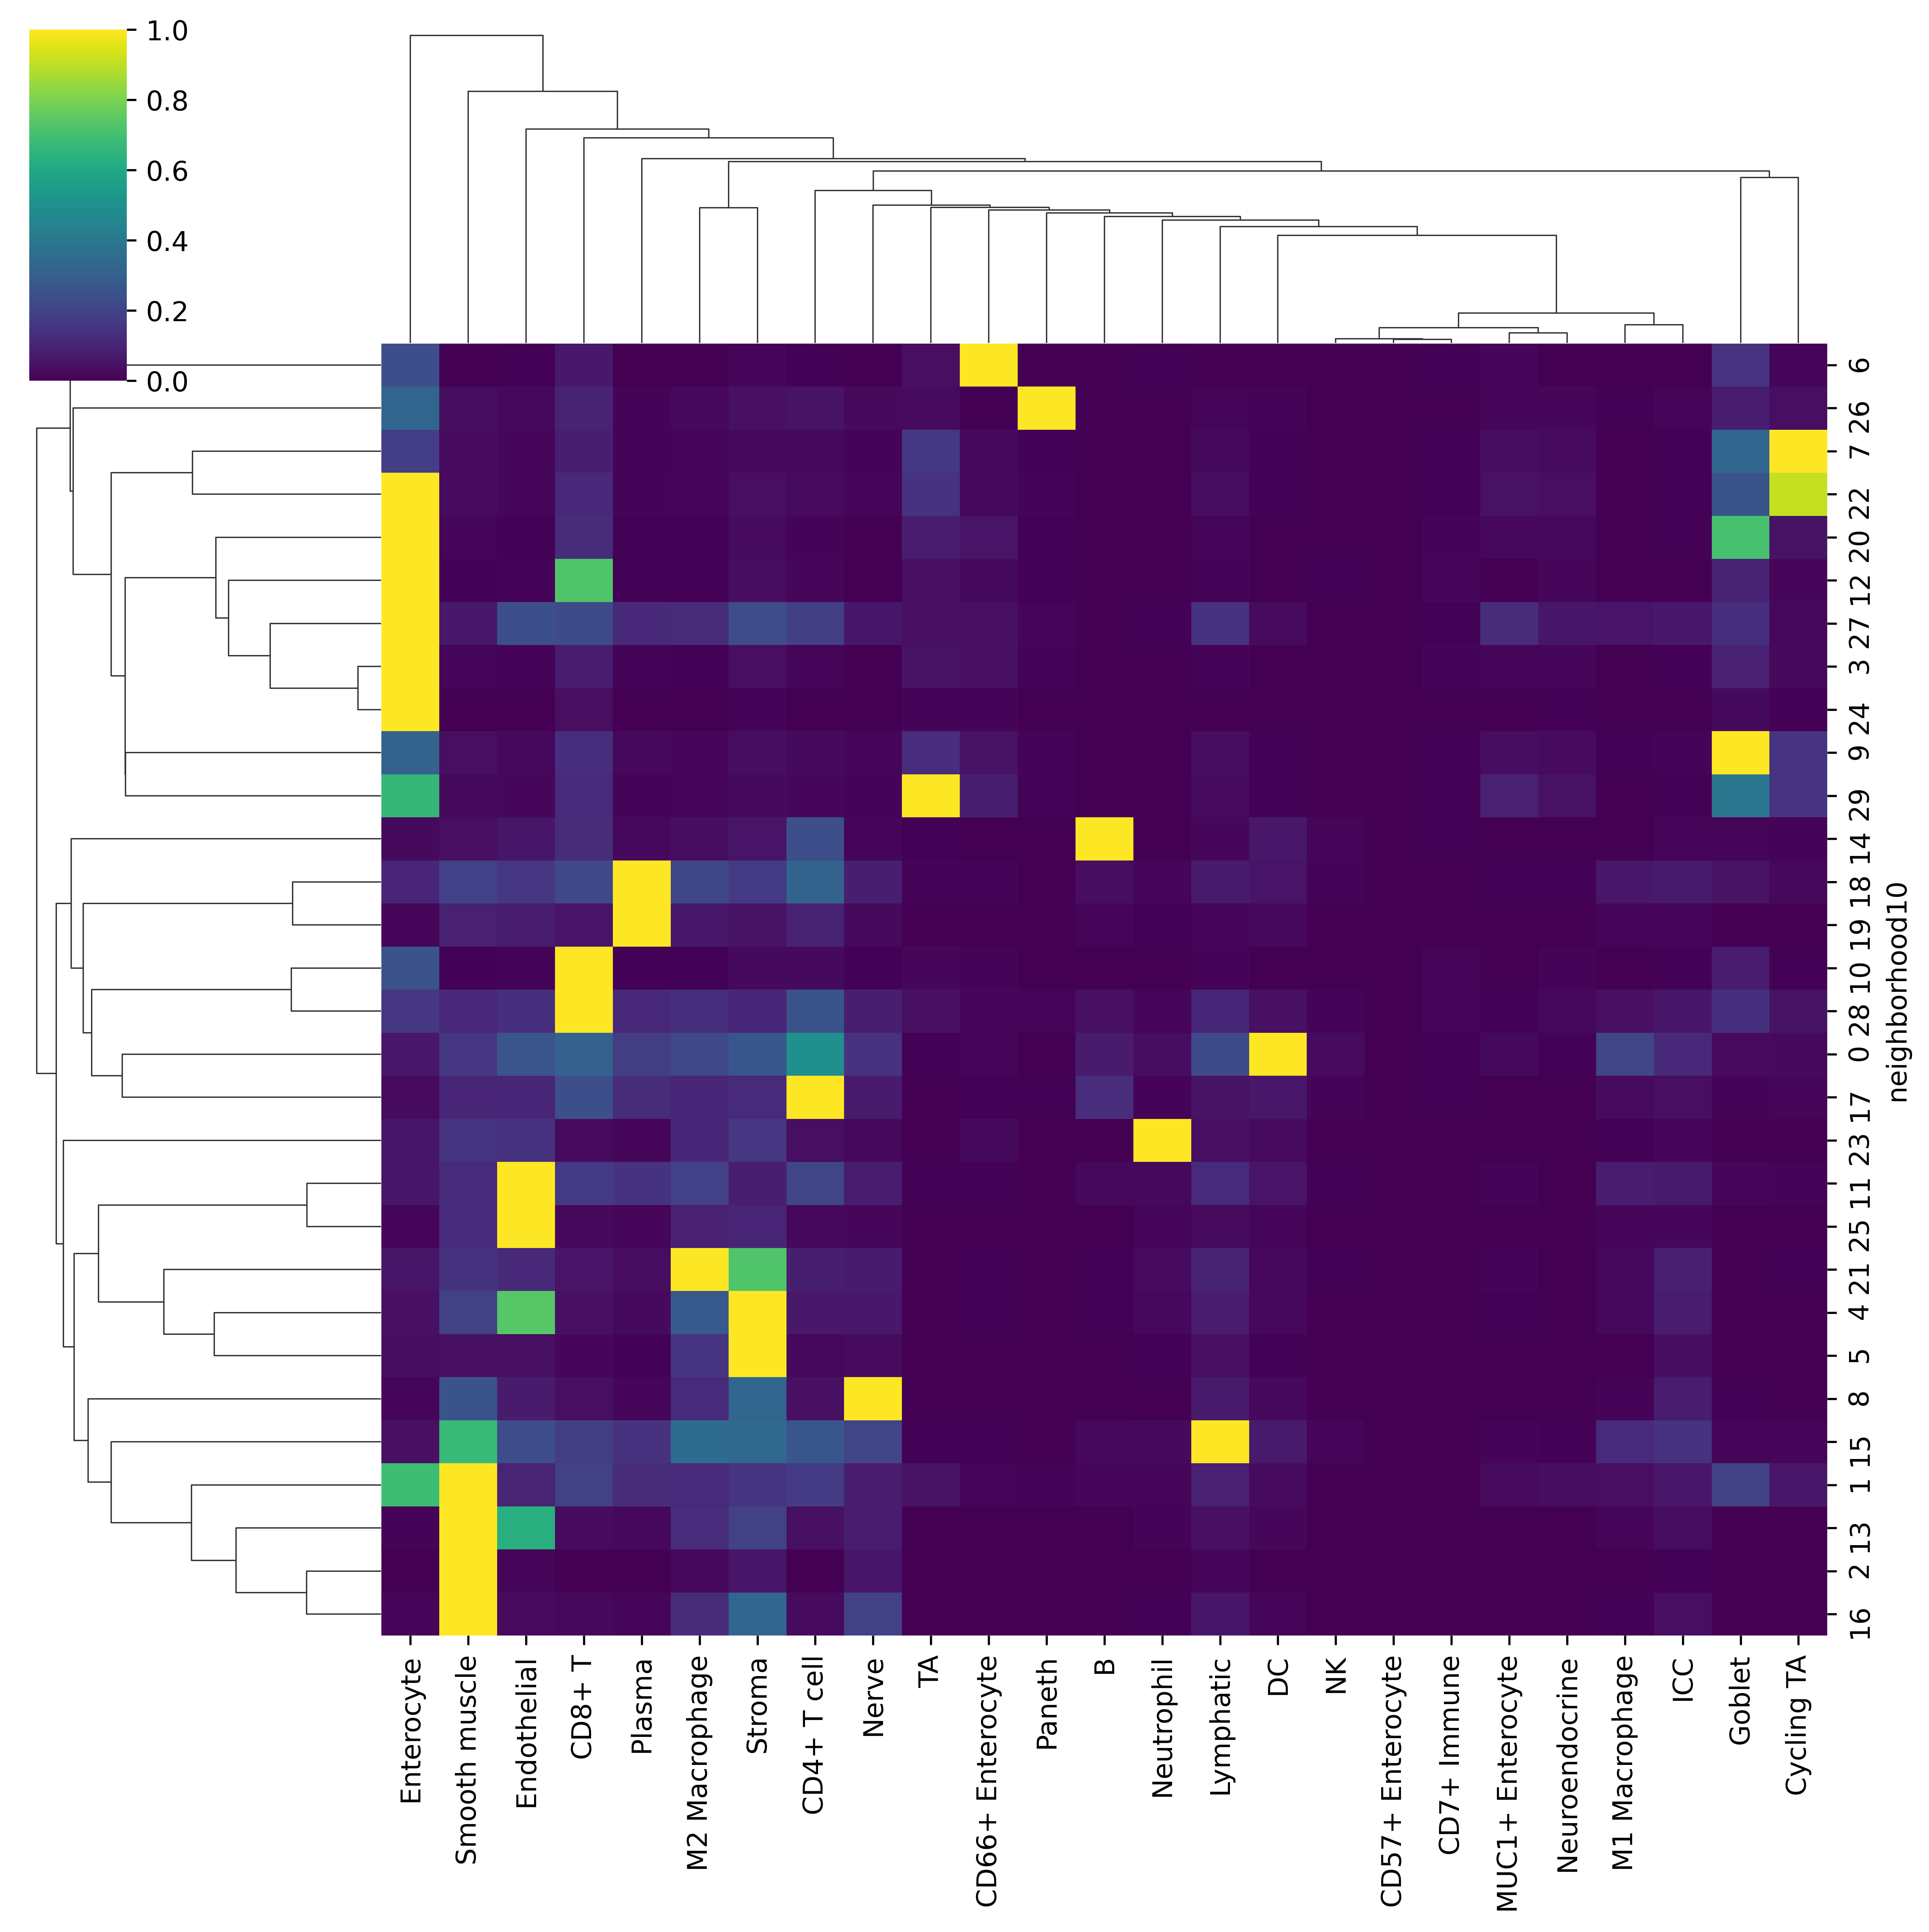 1.0
0.8
0.6
0.4
0.2
0.0
6
26
7
22
20
12
27
3
24
9
29
14
18
19
10
28
0
17
23
11
25
21
4
5
8
15
1
13
2
16
neighborhood10
Enterocyte
Smooth muscle
Endothelial
CD8+ T
Plasma
M2 Macrophage
Stroma
CD4+ T cell
Nerve
TA
CD66+ Enterocyte
Paneth
B
Neutrophil
Lymphatic
DC
NK
CD57+ Enterocyte
CD7+ Immune
MUC1+ Enterocyte
Neuroendocrine
M1 Macrophage
ICC
Goblet
Cycling TA